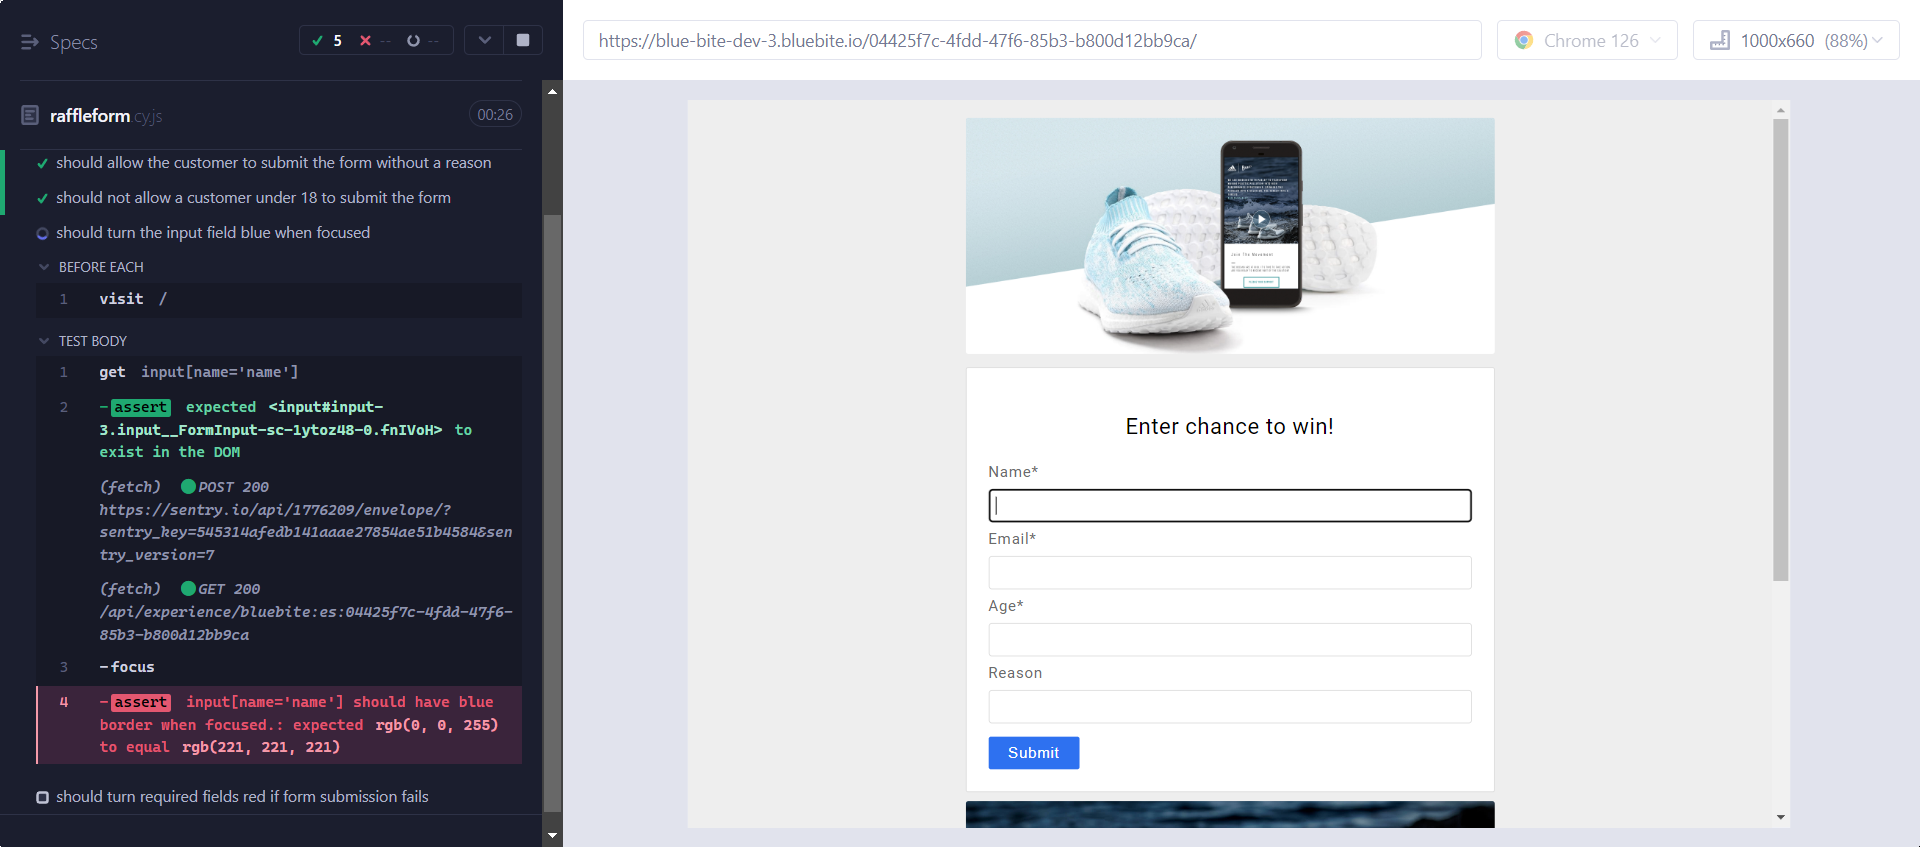 Specs
5 -- --
raffleform.cy.js
00:26
should allow the customer to submit the form without a reason
should not allow a customer under 18 to submit the form
should turn the input field blue when focused
BEFORE EACH
1 visit /
TEST BODY
1 get input[name='name']
2 -assert expected <input#input-
3.input__FormInput-sc-1ytoz48-0.fnIVoH> to
exist in the DOM
(fetch) POST 200
https://sentry.io/api/1776209/envelope/?
sentry_key=545314afedb141aaae27854ae51b4584&sen
try_version=7
(fetch) GET 200
/api/experience/bluebite:es:04425f7c-4fdd-47f6-
85b3-b800d12bb9ca
3 -focus
4 -assert input[name='name'] should have blue
border when focused.: expected rgb(0, 0, 255)
to equal rgb(221, 221, 221)
should turn required fields red if form submission fails
https://blue-bite-dev-3.bluebite.io/04425f7c-4fdd-47f6-85b3-b800d12bb9ca/
Chrome 126
1000x660 (88%)
Join The Movement
Enter chance to win!
Name*
Email*
Age*
Reason
Submit